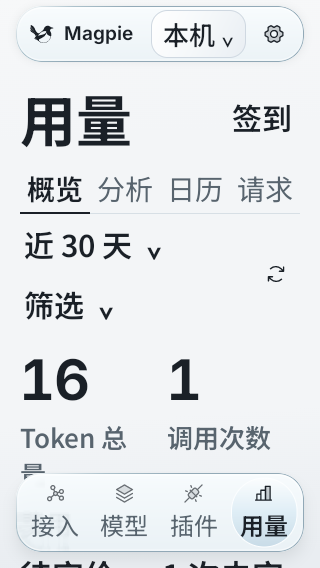 Magpie
本机
用量
签到
概览 分析 日历 请求
近 30 天
筛选
16
1
Token 总量
调用次数
接入 模型 插件 用量